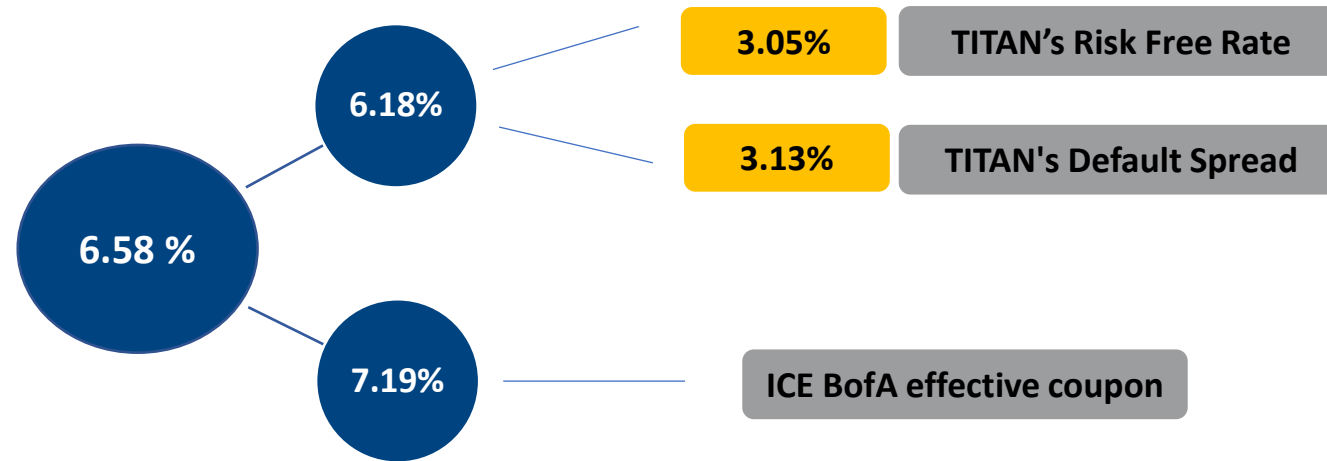 3.05%
TITAN’s Risk Free Rate
6.18%
3.13%
TITAN's Default Spread
6.58 %
7.19%
ICE BofA effective coupon